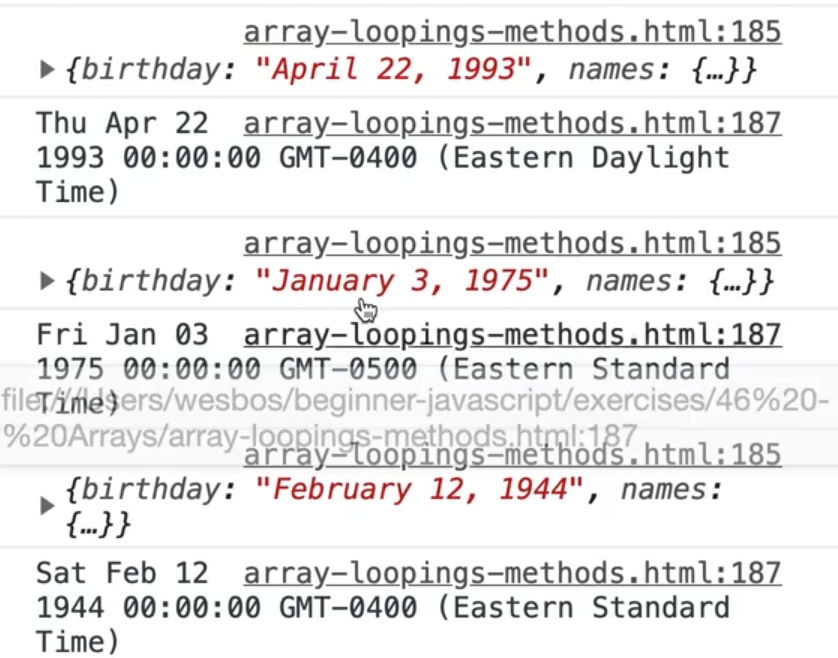 array-loopings-methods.html:185
▶ {birthday: "April 22, 1993", names: {…}}
Thu Apr 22 array-loopings-methods.html:187
1993 00:00:00 GMT-0400 (Eastern Daylight
Time)
array-loopings-methods.html:185
▶ {birthday: "January 3, 1975", names: {…}}
Fri Jan 03 array-loopings-methods.html:187
1975 00:00:00 GMT-0500 (Eastern Standard
Time)
file:///Users/wesbos/beginner-javascript/exercises/46%20-
%20Arrays/array-loopings-methods.html:187
array-loopings-methods.html:185
▶ {birthday: "February 12, 1944", names:
{…}}
Sat Feb 12 array-loopings-methods.html:187
1944 00:00:00 GMT-0400 (Eastern Standard
Time)